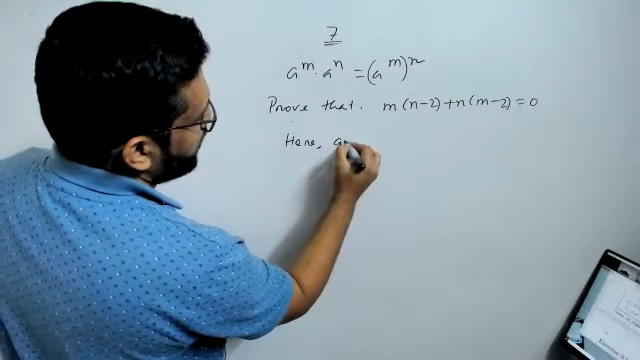 7
a^m · a^n = (a^m)^n
Prove that. m(n-2)+n(m-2)=0
Here, a